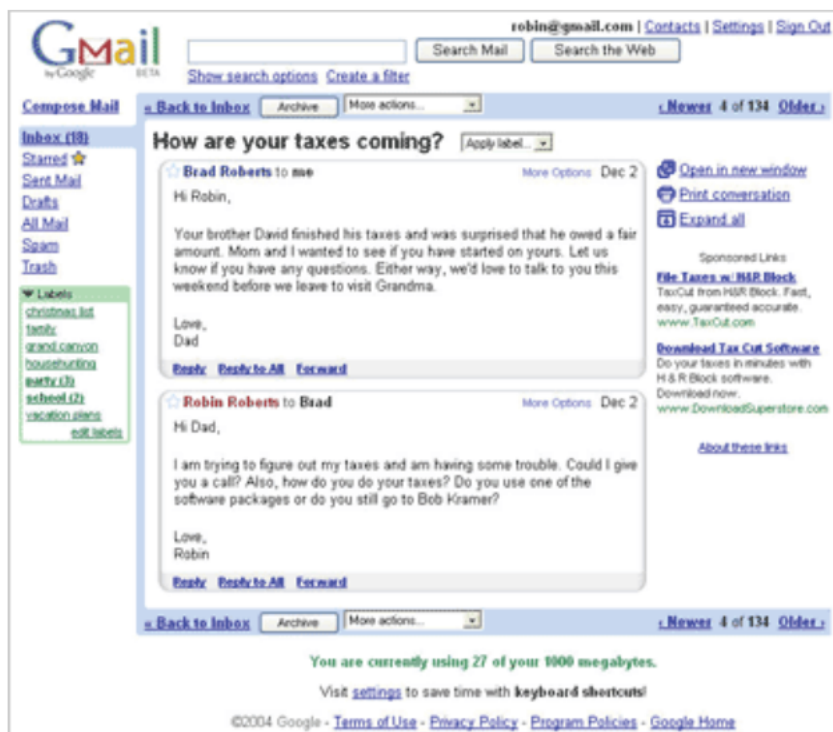 robin@gmail.com | Contacts | Settings | Sign Out
GMail
by Google BETA
Search Mail Search the Web
Show search options Create a filter
Compose Mail
« Back to Inbox Archive More actions... ‹ Newer 4 of 134 Older ›
Inbox (18)
Starred
Sent Mail
Drafts
All Mail
Spam
Trash
Labels
christmas list
family
grand canyon
househunting
party (3)
school (2)
vacation plans
edit labels
How are your taxes coming? Apply label...
Brad Roberts to me More Options Dec 2
Hi Robin,
Your brother David finished his taxes and was surprised that he owed a fair
amount. Mom and I wanted to see if you have started on yours. Let us
know if you have any questions. Either way, we'd love to talk to you this
weekend before we leave to visit Grandma.
Love,
Dad
Reply Reply to All Forward
Robin Roberts to Brad More Options Dec 2
Hi Dad,
I am trying to figure out my taxes and am having some trouble. Could I give
you a call? Also, how do you do your taxes? Do you use one of the
software packages or do you still go to Bob Kramer?
Love,
Robin
Reply Reply to All Forward
Open in new window
Print conversation
Expand all
Sponsored Links
File Taxes w/ H&R Block
TaxCut from H&R Block. Fast,
easy, guaranteed accurate.
www.TaxCut.com
Download Tax Cut Software
Do your taxes in minutes with
H & R Block software.
Download now.
www.DownloadSuperstore.com
About these links
« Back to Inbox Archive More actions... ‹ Newer 4 of 134 Older ›
You are currently using 27 of your 1000 megabytes.
Visit settings to save time with keyboard shortcuts!
©2004 Google - Terms of Use - Privacy Policy - Program Policies - Google Home